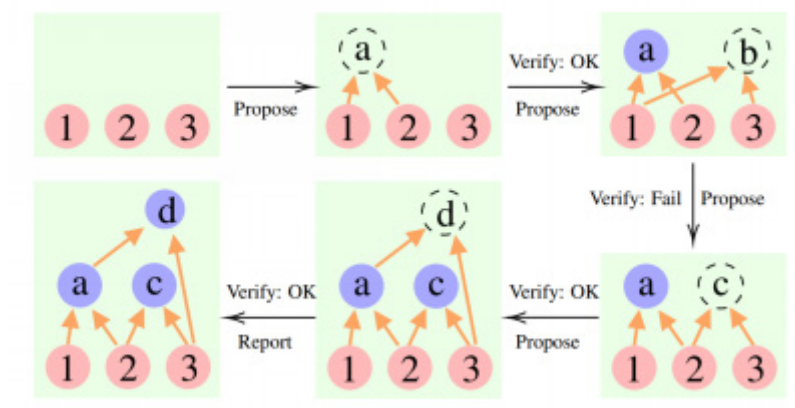 1 2 3
Propose
a
1 2 3
Verify: OK
Propose
a b
1 2 3
Verify: Fail Propose
a c
1 2 3
Verify: OK
Propose
d
a c
1 2 3
Verify: OK
Report
d
a c
1 2 3